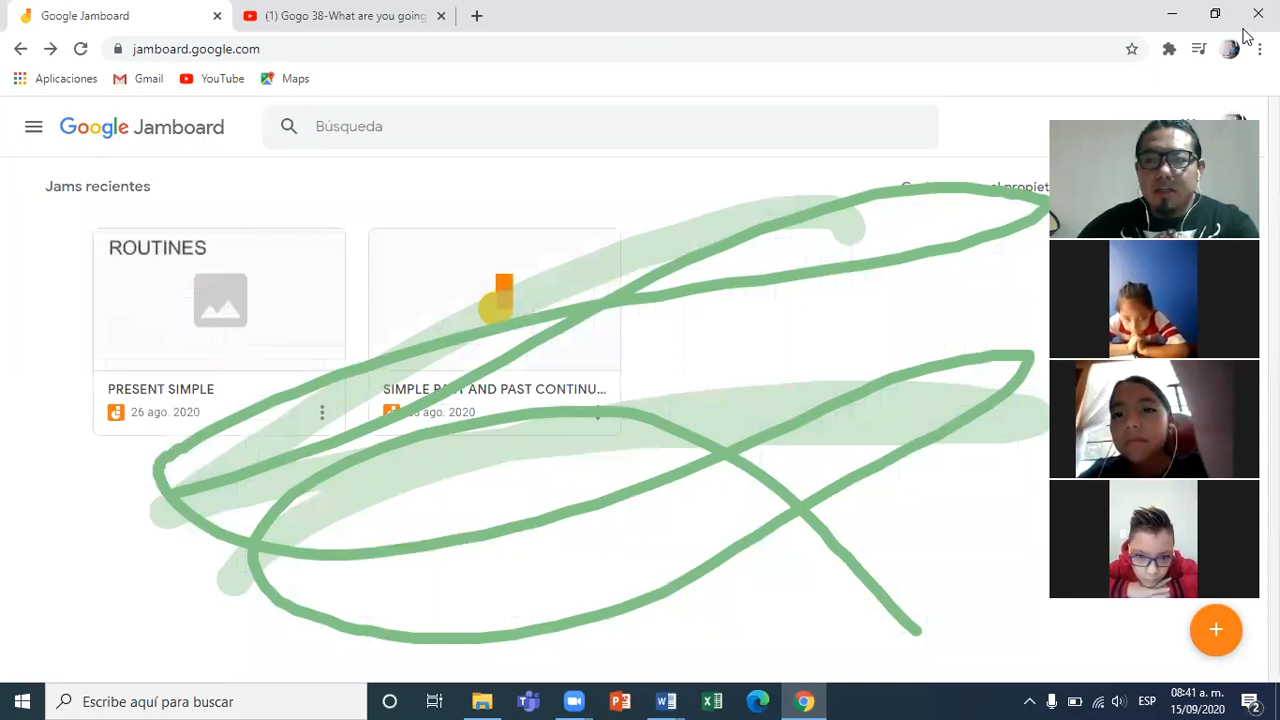 Google Jamboard
(1) Gogo 38-What are you going
jamboard.google.com
Aplicaciones
Gmail
YouTube
Maps
Google Jamboard
Búsqueda
Jams recientes
ROUTINES
PRESENT SIMPLE
26 ago. 2020
SIMPLE PAST AND PAST CONTINU...
ago. 2020
Escribe aquí para buscar
ESP
08:41 a. m.
15/09/2020
2